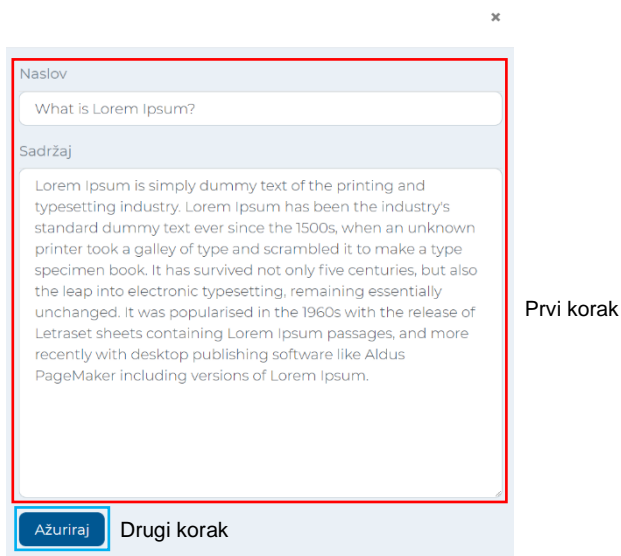 ×
Naslov
What is Lorem Ipsum?
Sadržaj
Lorem Ipsum is simply dummy text of the printing and
typesetting industry. Lorem Ipsum has been the industry's
standard dummy text ever since the 1500s, when an unknown
printer took a galley of type and scrambled it to make a type
specimen book. It has survived not only five centuries, but also
the leap into electronic typesetting, remaining essentially
unchanged. It was popularised in the 1960s with the release of
Letraset sheets containing Lorem Ipsum passages, and more
recently with desktop publishing software like Aldus
PageMaker including versions of Lorem Ipsum.
Prvi korak
Ažuriraj
Drugi korak